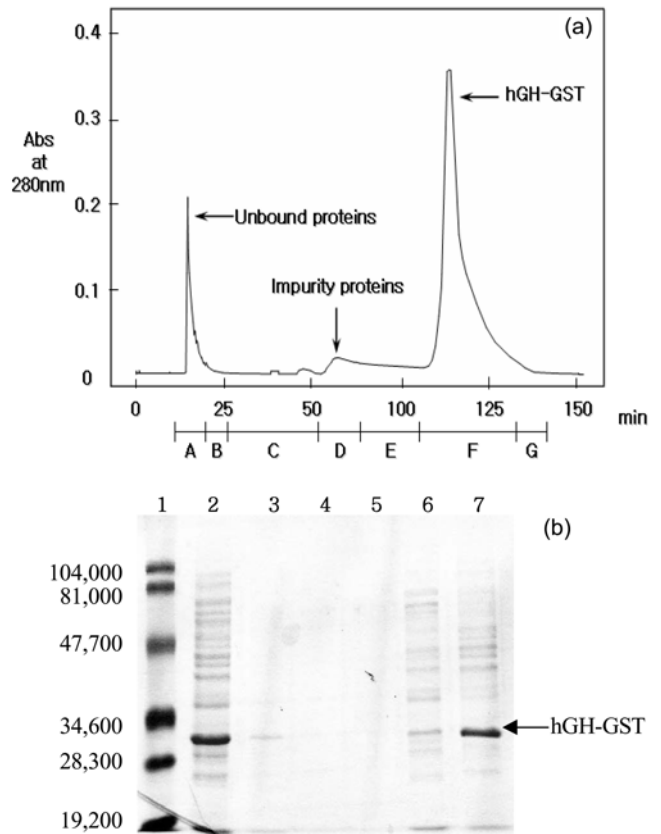 (a)
0.4
0.3
0.2
0.1
0
Abs
at
280nm
hGH-GST
Unbound proteins
Impurity proteins
0 25 50 100 125 150 min
A B C D E F G
1 2 3 4 5 6 7
(b)
104,000
81,000
47,700
34,600
28,300
19,200
hGH-GST